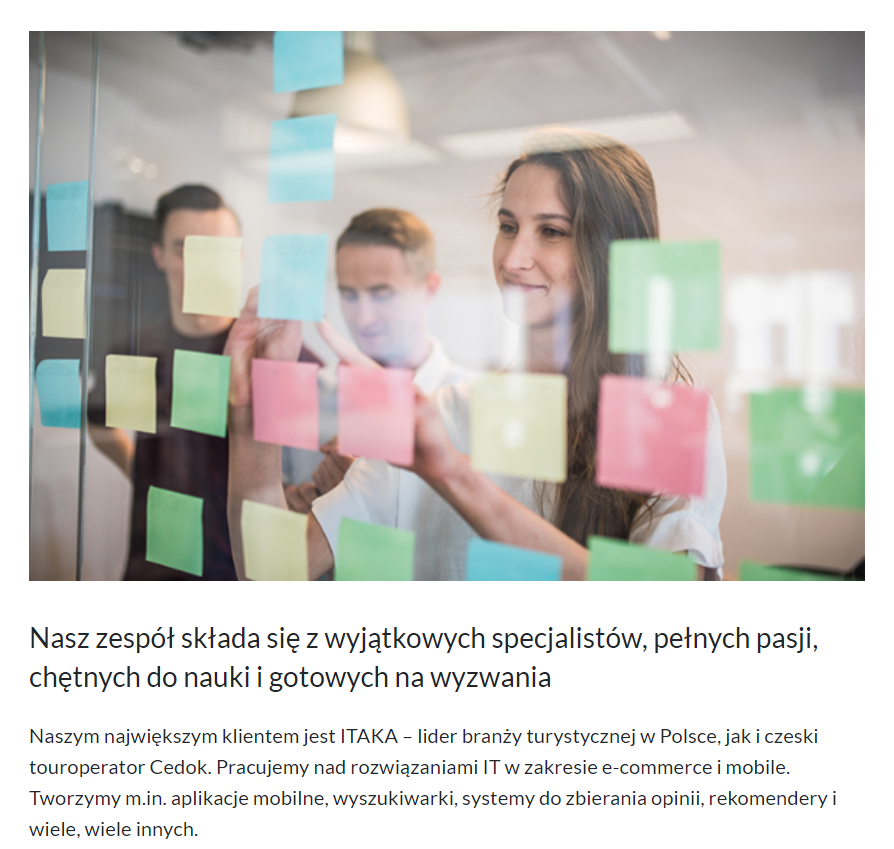 Nasz zespół składa się z wyjątkowych specjalistów, pełnych pasji,
chętnych do nauki i gotowych na wyzwania
Naszym największym klientem jest ITAKA – lider branży turystycznej w Polsce, jak i czeski
touroperator Cedok. Pracujemy nad rozwiązaniami IT w zakresie e-commerce i mobile.
Tworzymy m.in. aplikacje mobilne, wyszukiwarki, systemy do zbierania opinii, rekomendery i
wiele, wiele innych.